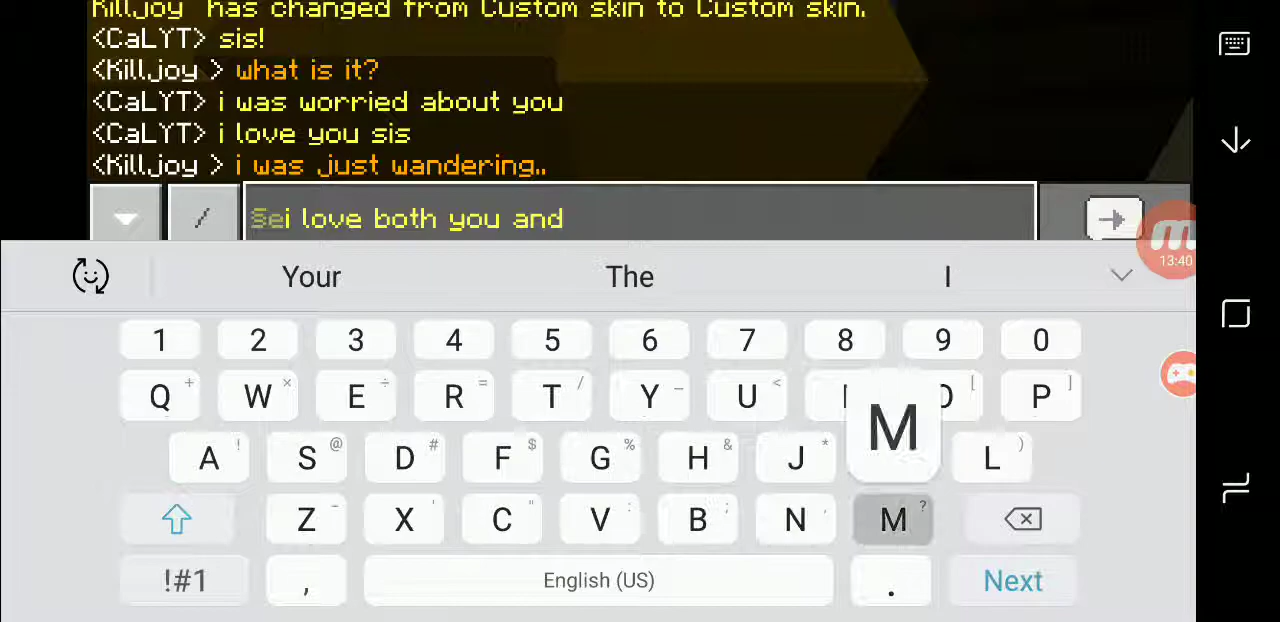 Killjoy has changed from Custom skin to Custom skin.
<CaLYT> sis!
<Killjoy > what is it?
<CaLYT> i was worried about you
<CaLYT> i love you sis
<Killjoy > i was just wandering..
/ i love both you and
13:40
Your The I
1 2 3 4 5 6 7 8 9 0
Q + W × E ÷ R = T / Y _ U < [ P ]
A ! S @ D # F $ G % H & J * M L )
Z - X ' C " V : B ; N , M ?
!#1 , English (US) . Next